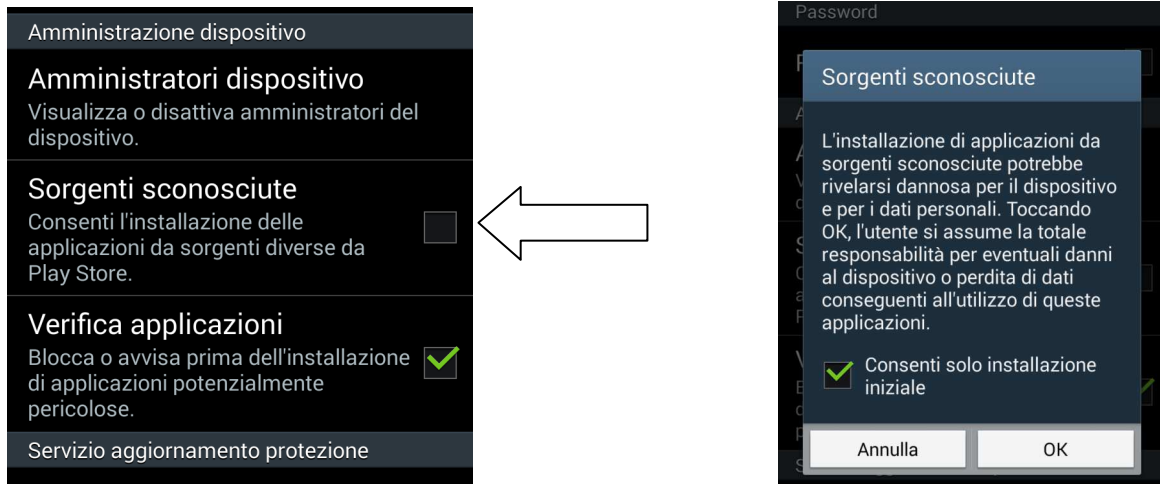 Amministrazione dispositivo
Amministratori dispositivo
Visualizza o disattiva amministratori del
dispositivo.
Sorgenti sconosciute
Consenti l'installazione delle
applicazioni da sorgenti diverse da
Play Store.
Verifica applicazioni
Blocca o avvisa prima dell'installazione
di applicazioni potenzialmente
pericolose.
Servizio aggiornamento protezione
Password
Sorgenti sconosciute
L'installazione di applicazioni da
sorgenti sconosciute potrebbe
rivelarsi dannosa per il dispositivo
e per i dati personali. Toccando
OK, l'utente si assume la totale
responsabilità per eventuali danni
al dispositivo o perdita di dati
conseguenti all'utilizzo di queste
applicazioni.
Consenti solo installazione
iniziale
Annulla
OK